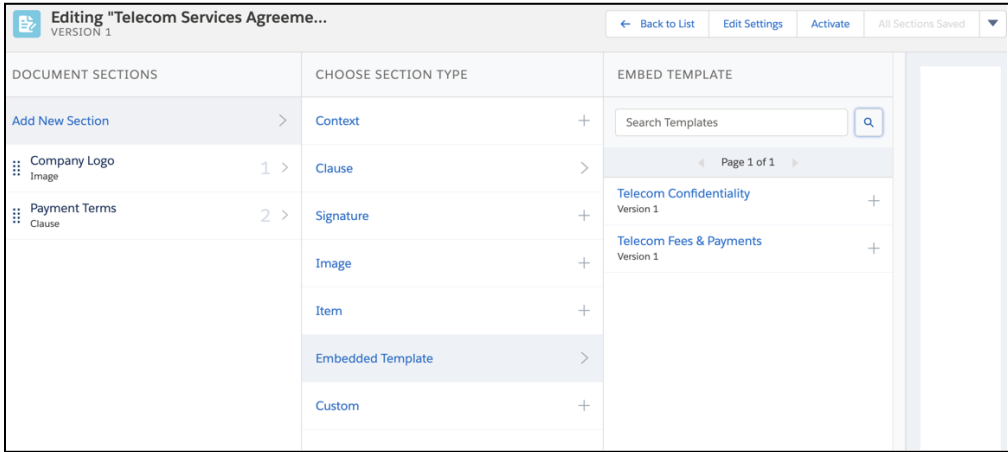 Editing "Telecom Services Agreeme...
VERSION 1
Back to List
Edit Settings
Activate
All Sections Saved
DOCUMENT SECTIONS
Add New Section
Company Logo
Image
1
Payment Terms
Clause
2
CHOOSE SECTION TYPE
Context
Clause
Signature
Image
Item
Embedded Template
Custom
EMBED TEMPLATE
Search Templates
Page 1 of 1
Telecom Confidentiality
Version 1
Telecom Fees & Payments
Version 1